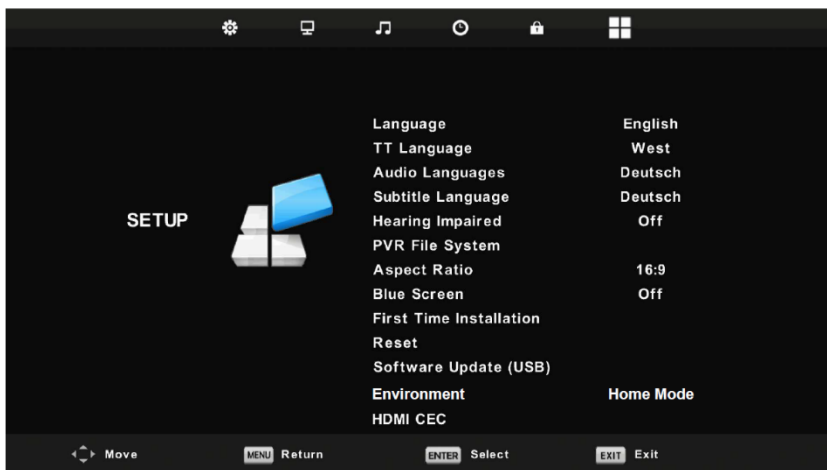 Language English
TT Language West
Audio Languages Deutsch
Subtitle Language Deutsch
SETUP
Hearing Impaired Off
PVR File System
Aspect Ratio 16:9
Blue Screen Off
First Time Installation
Reset
Software Update (USB)
Environment Home Mode
HDMI CEC
Move MENU Return ENTER Select EXIT Exit